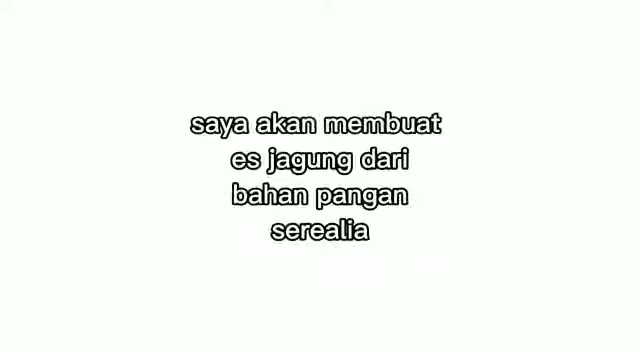 saya akan membuat
es jagung dari
bahan pangan
serealia